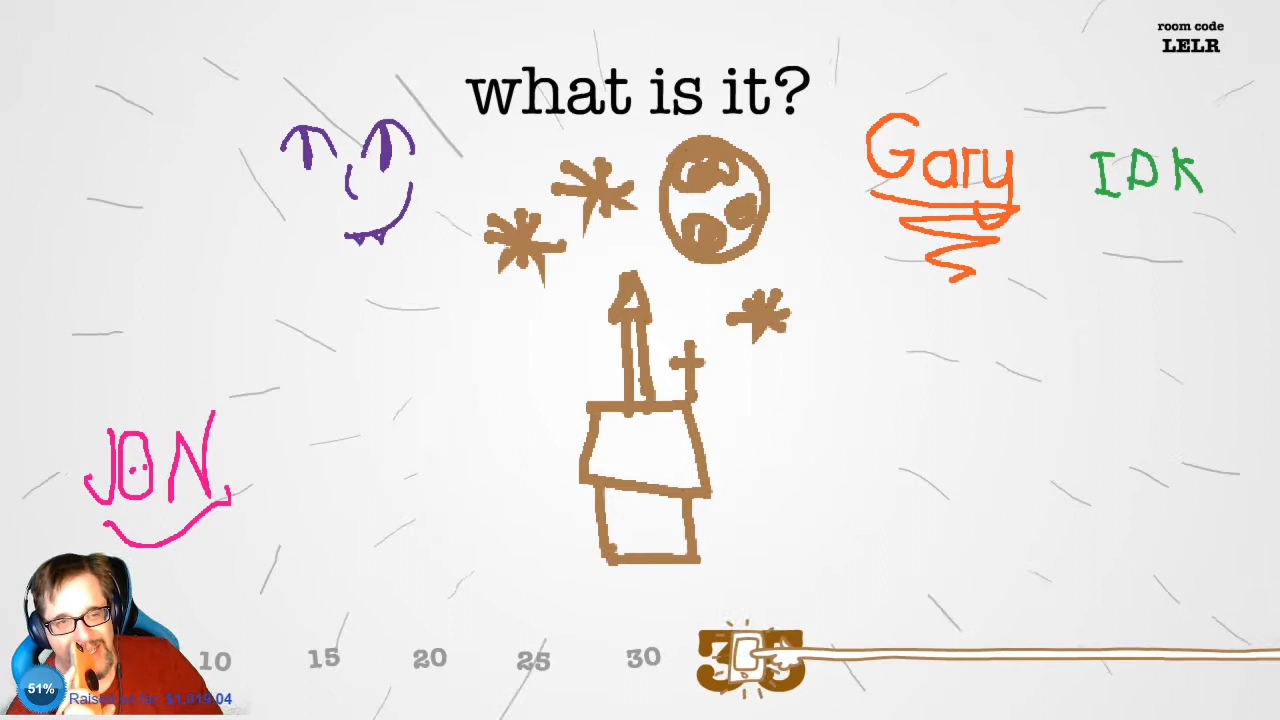 room code
LELR
what is it?
Gary
IDK
JON
10
15
20
25
30
35
51%
Raised so far: $1,019.04